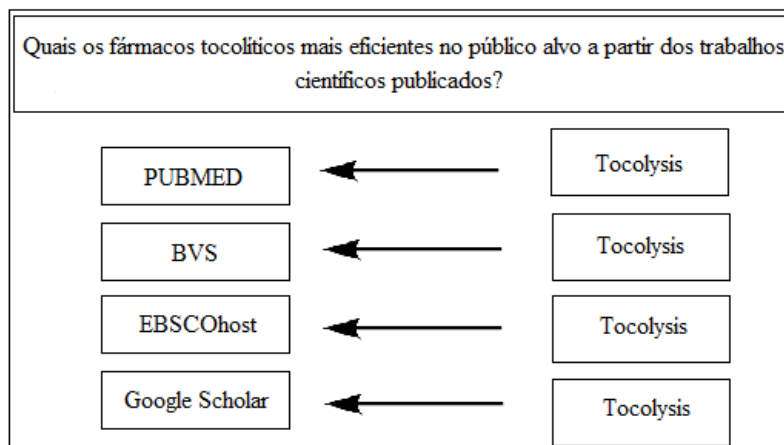 Quais os fármacos tocolíticos mais eficientes no público alvo a partir dos trabalhos
científicos publicados?
PUBMED
Tocolysis
BVS
Tocolysis
EBSCOhost
Tocolysis
Google Scholar
Tocolysis